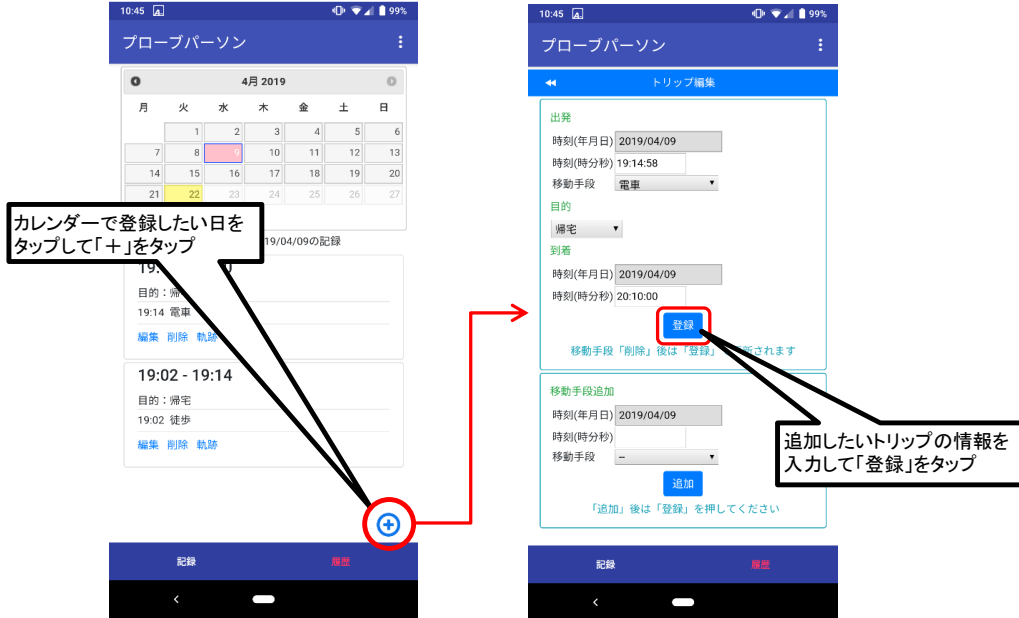 10:45 99%
プローブパーソン
4月 2019
月 火 水 木 金 土 日
1 2 3 4 5 6
7 8 9 10 11 12 13
14 15 16 17 18 19 20
21 22 23 24 25 26 27
カレンダーで登録したい日を
タップして「＋」をタップ
19/04/09の記録
目的：帰
19:14 電車
編集 削除 軌跡
19:02 - 19:14
目的：帰宅
19:02 徒歩
編集 削除 軌跡
記録 履歴
10:45 99%
プローブパーソン
トリップ編集
出発
時刻(年月日) 2019/04/09
時刻(時分秒) 19:14:58
移動手段 電車
目的
帰宅
到着
時刻(年月日) 2019/04/09
時刻(時分秒) 20:10:00
登録
移動手段「削除」後は「登録」で更新されます
移動手段追加
時刻(年月日) 2019/04/09
時刻(時分秒)
移動手段 --
追加
「追加」後は「登録」を押してください
追加したいトリップの情報を
入力して「登録」をタップ
記録 履歴